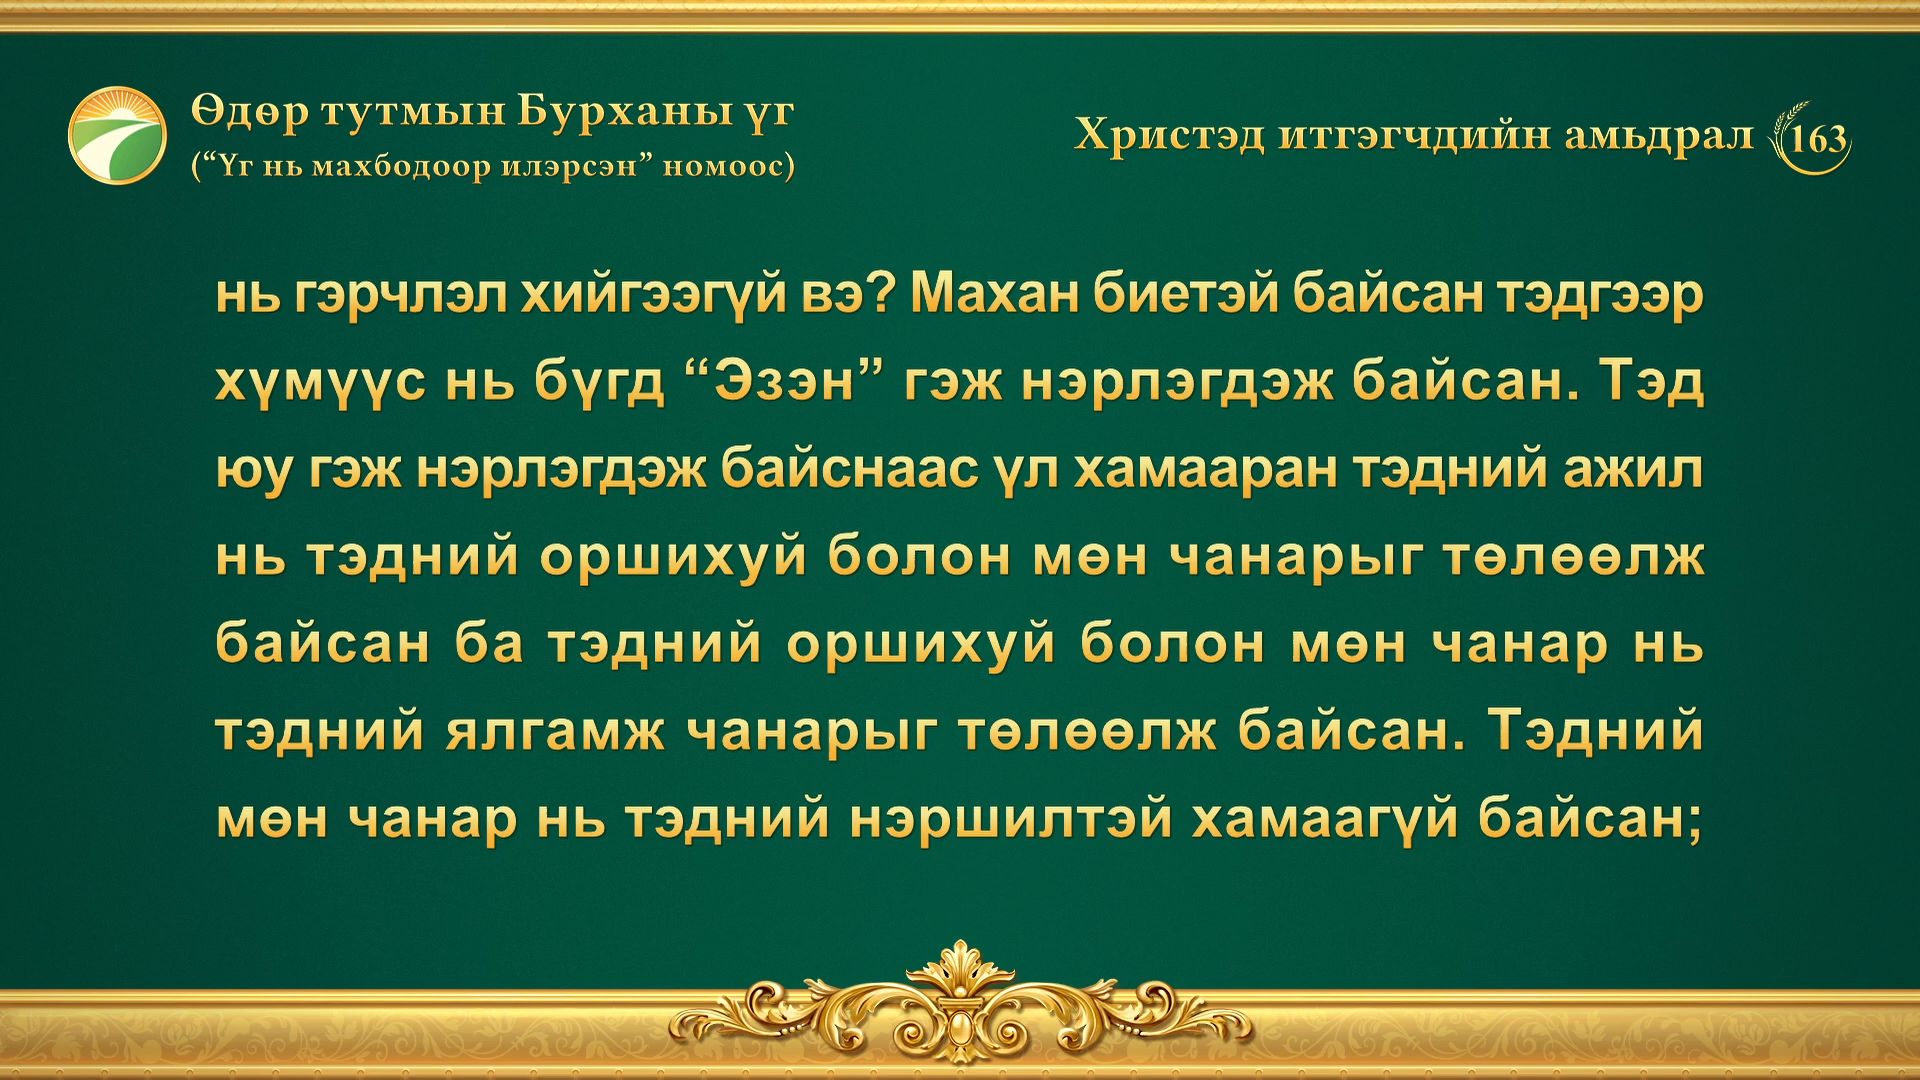 Өдөр тутмын Бурханы үг
(“Үг нь махбодоор илэрсэн” номоос)
Христэд итгэгчдийн амьдрал 163
нь гэрчлэл хийгээгүй вэ? Махан биетэй байсан тэдгээр
хүмүүс нь бүгд “Эзэн” гэж нэрлэгдэж байсан. Тэд
юу гэж нэрлэгдэж байснаас үл хамааран тэдний ажил
нь тэдний оршихуй болон мөн чанарыг төлөөлж
байсан ба тэдний оршихуй болон мөн чанар нь
тэдний ялгамж чанарыг төлөөлж байсан. Тэдний
мөн чанар нь тэдний нэршилтэй хамаагүй байсан;